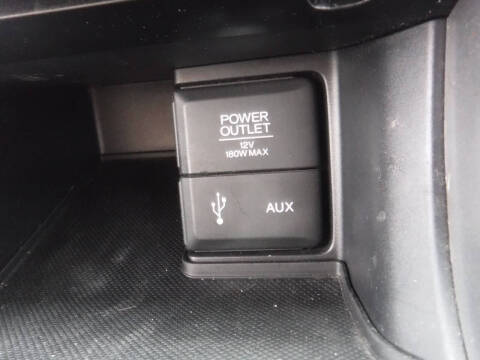 POWER
OUTLET
12V
180W MAX
AUX